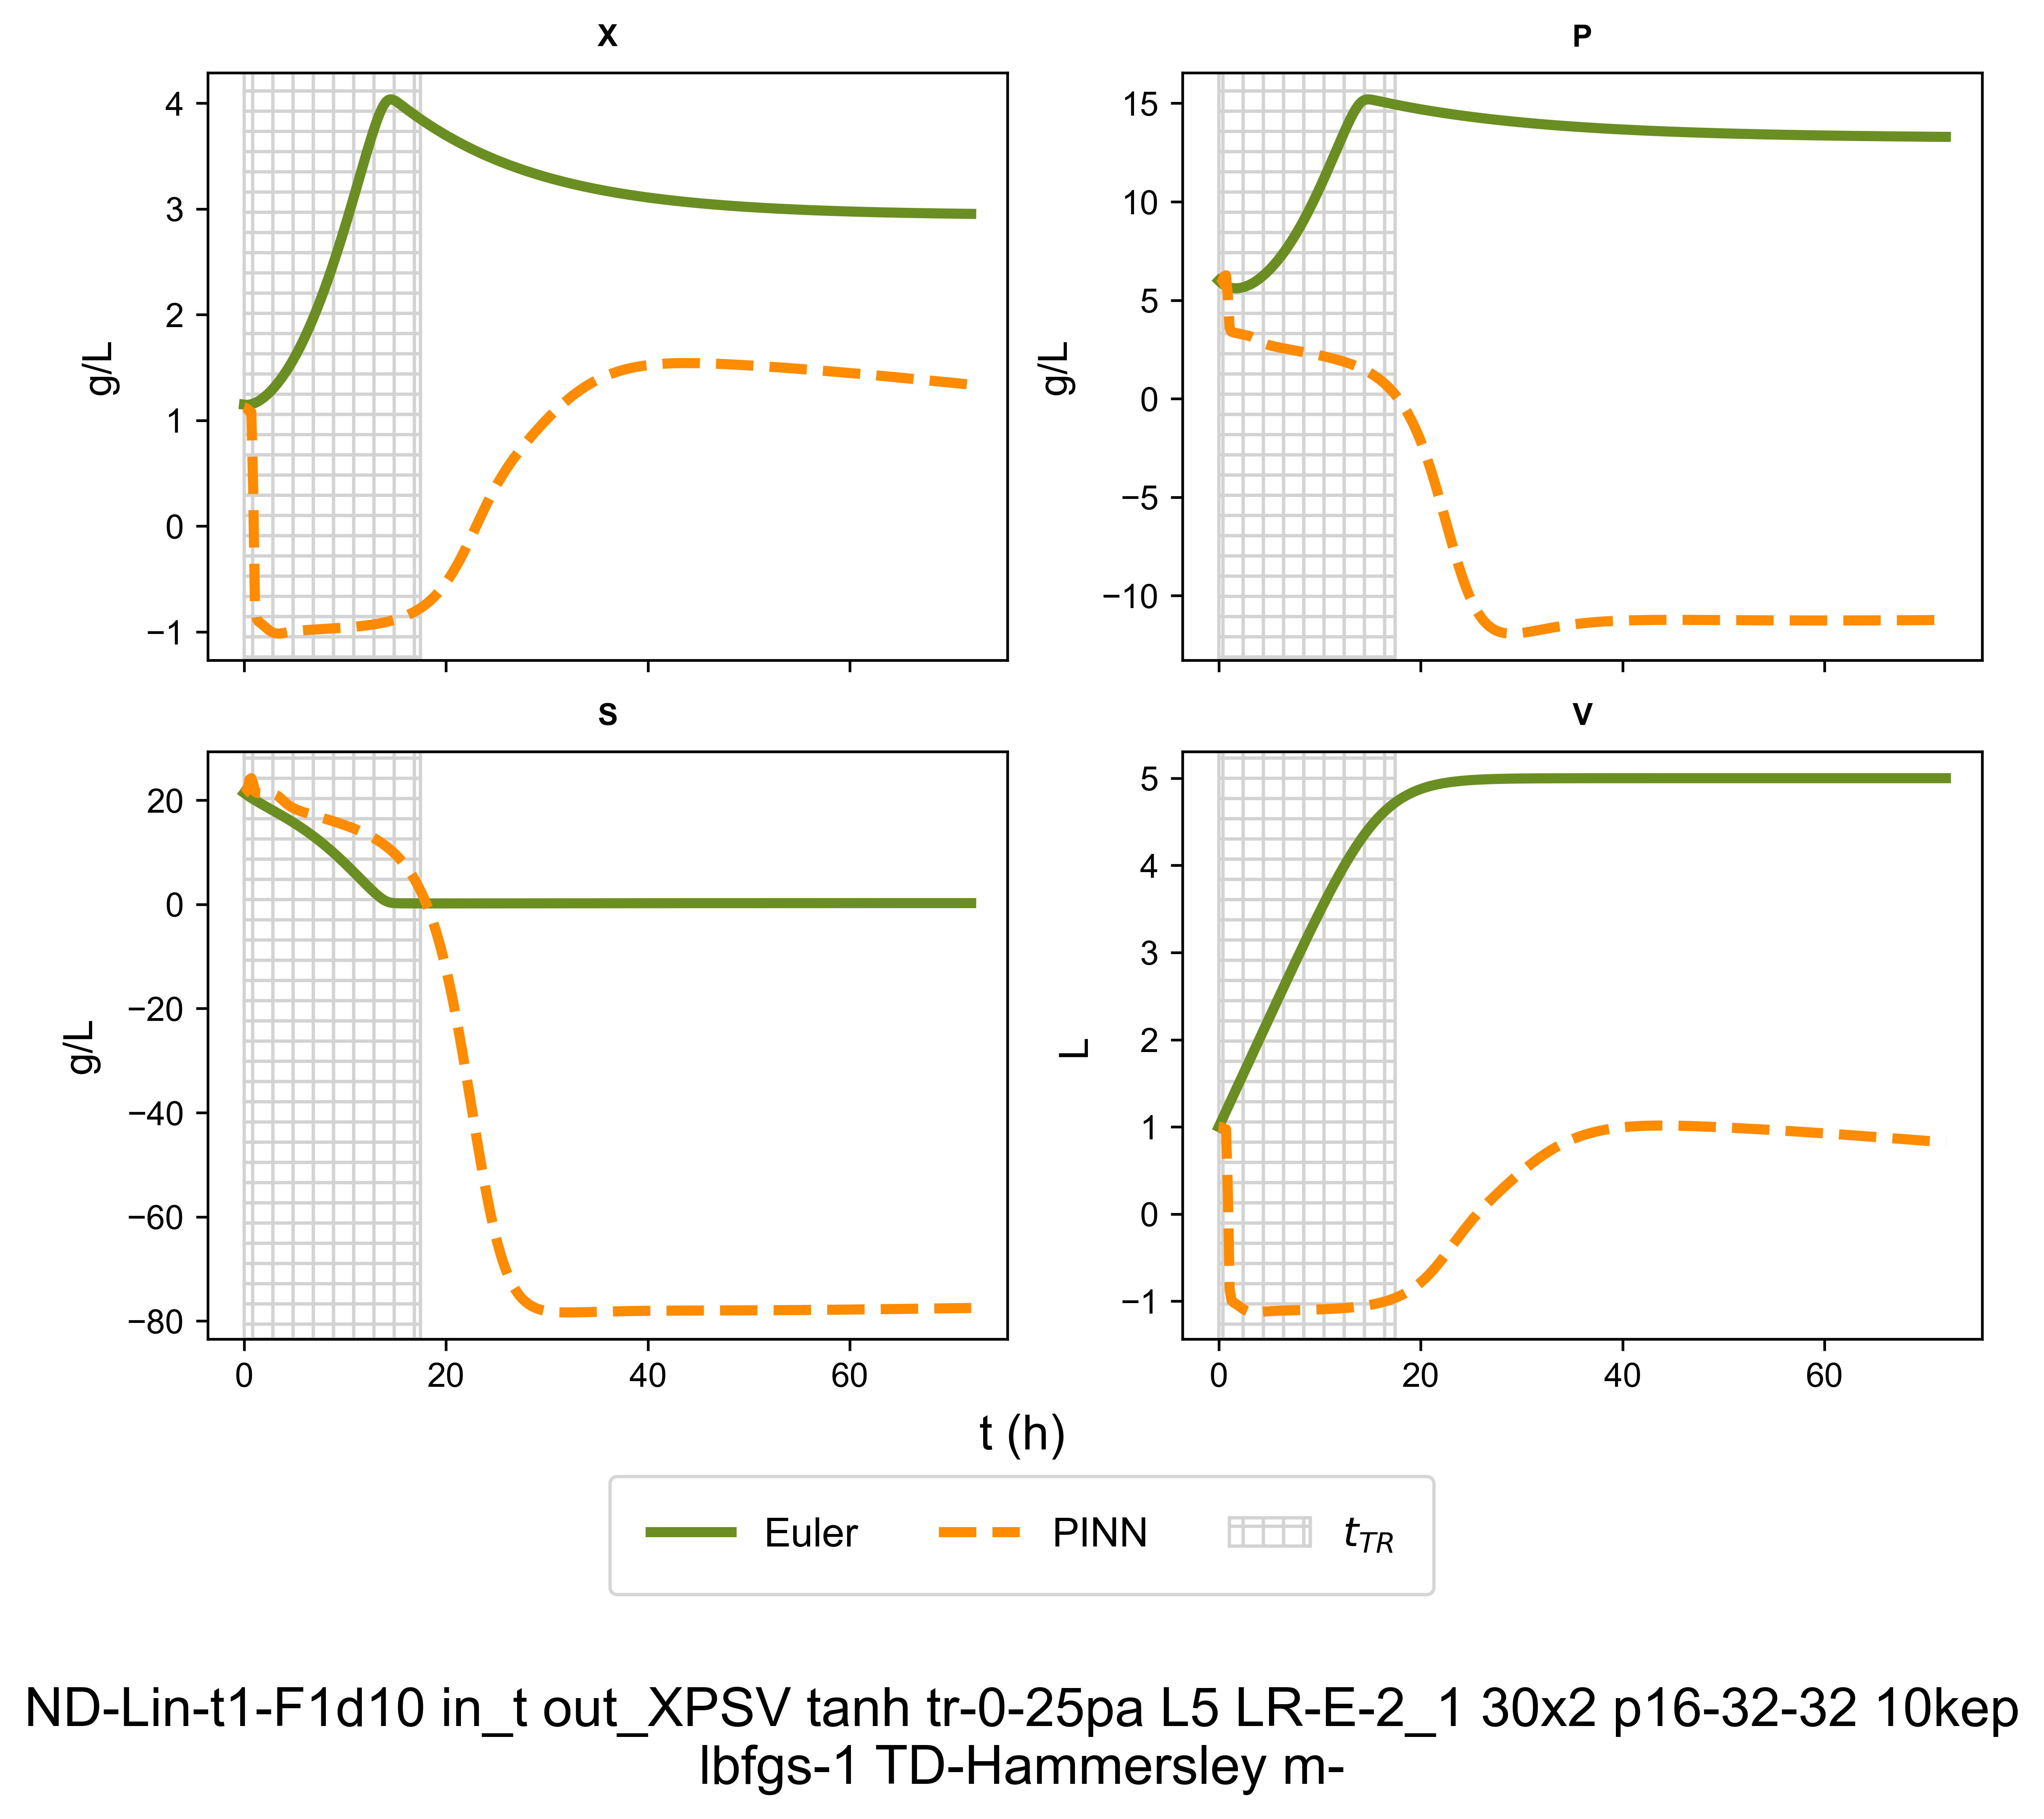 X
4
3
2
1
0
−1
g/L
P
15
10
5
0
−5
−10
g/L
S
20
0
−20
−40
−60
−80
g/L
0 20 40 60
V
5
4
3
2
1
0
−1
L
0 20 40 60
t (h)
Euler PINN t_TR
ND-Lin-t1-F1d10 in_t out_XPSV tanh tr-0-25pa L5 LR-E-2_1 30x2 p16-32-32 10kep
lbfgs-1 TD-Hammersley m-